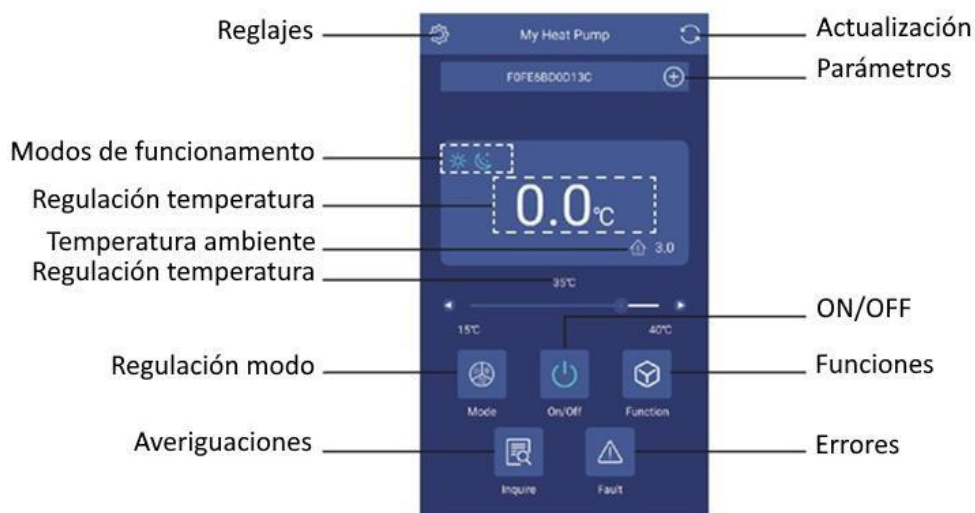 Reglajes
My Heat Pump
Actualización
F0FE6BD0D13C
Parámetros
Modos de funcionamento
Regulación temperatura
0.0°C
Temperatura ambiente
3.0
Regulación temperatura
35°C
15°C
40°C
ON/OFF
Regulación modo
Funciones
Mode
On/Off
Function
Averiguaciones
Errores
Inquire
Fault